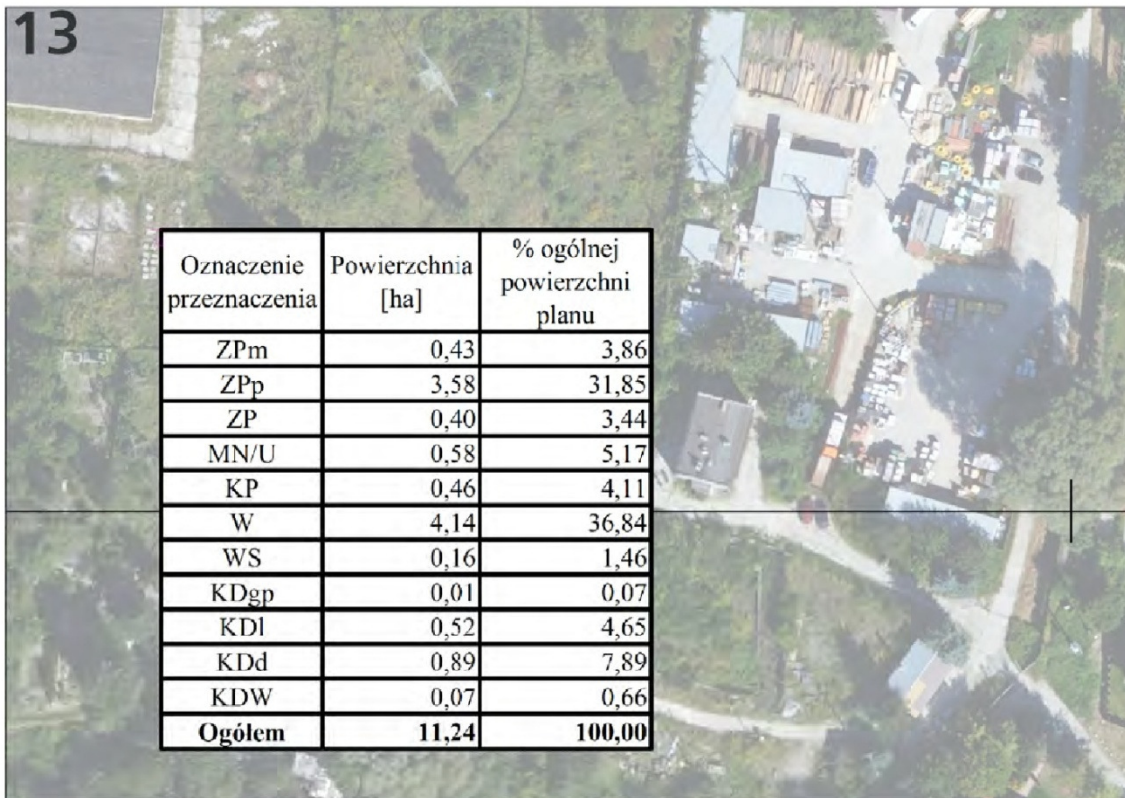 13
Oznaczenie przeznaczenia Powierzchnia [ha] % ogólnej powierzchni planu
ZPm 0,43 3,86
ZPp 3,58 31,85
ZP 0,40 3,44
MN/U 0,58 5,17
KP 0,46 4,11
W 4,14 36,84
WS 0,16 1,46
KDgp 0,01 0,07
KDl 0,52 4,65
KDd 0,89 7,89
KDW 0,07 0,66
Ogółem 11,24 100,00